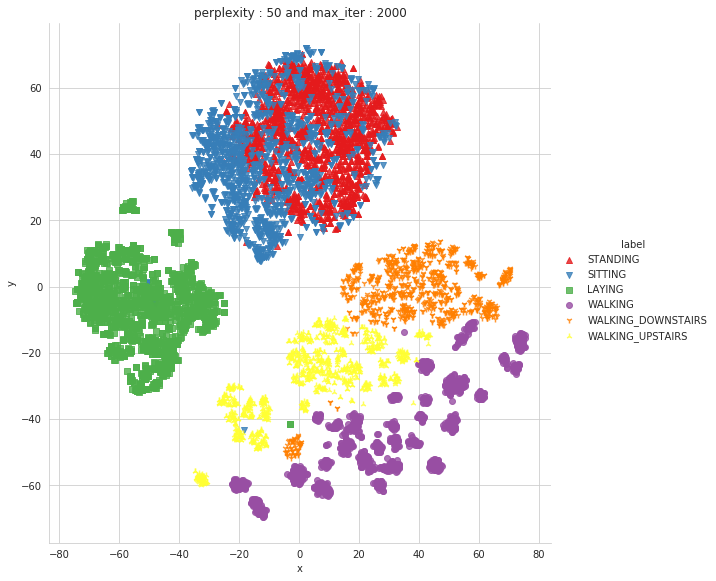 perplexity : 50 and max_iter : 2000
y
60
40
20
0
−20
−40
−60
−80
−60
−40
−20
0
20
40
60
80
x
label
STANDING
SITTING
LAYING
WALKING
WALKING_DOWNSTAIRS
WALKING_UPSTAIRS